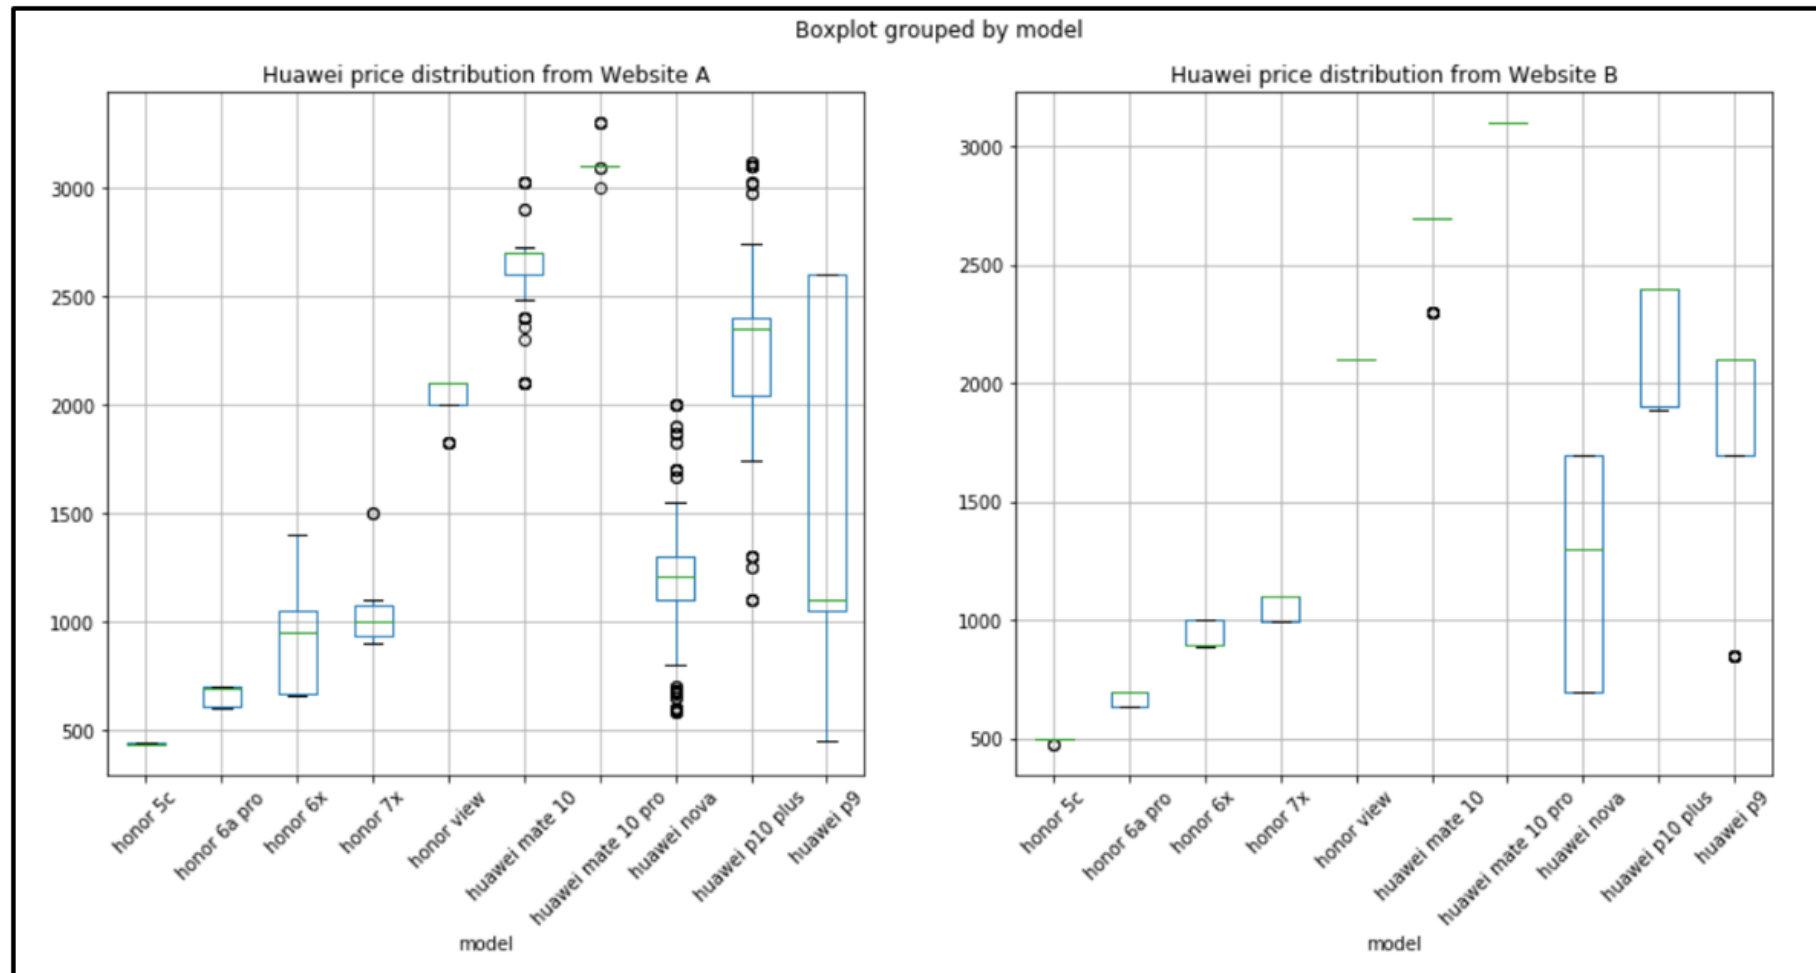 Boxplot grouped by model
Huawei price distribution from Website A
3000
2500
2000
1500
1000
500
honor 5c
honor 6a pro
honor 6x
honor 7x
honor view
huawei mate 10
huawei mate 10 pro
huawei nova
huawei p10 plus
huawei p9
model
Huawei price distribution from Website B
3000
2500
2000
1500
1000
500
honor 5c
honor 6a pro
honor 6x
honor 7x
honor view
huawei mate 10
huawei mate 10 pro
huawei nova
huawei p10 plus
huawei p9
model